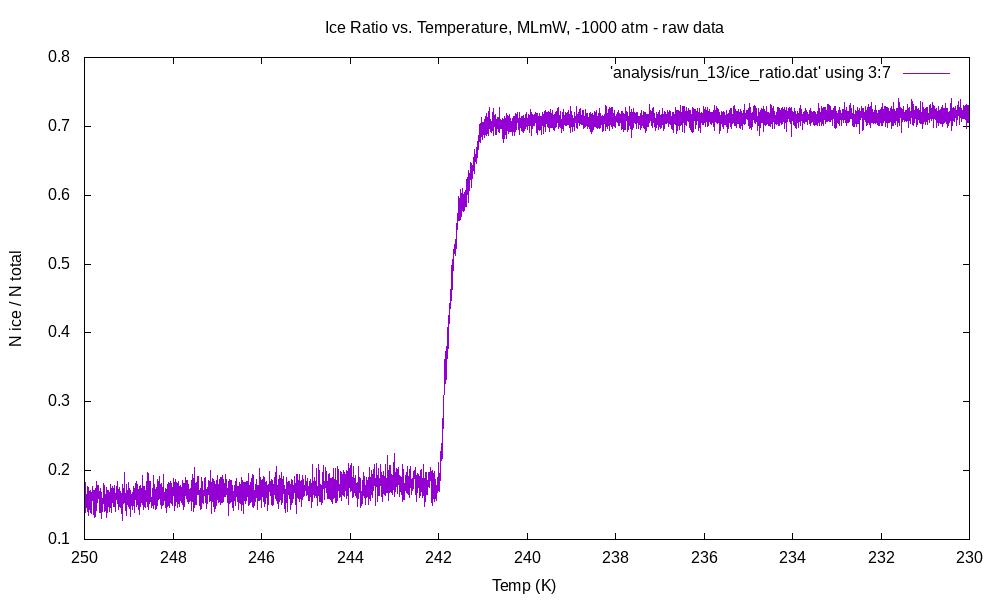 Ice Ratio vs. Temperature, MLmW, -1000 atm - raw data
'analysis/run_13/ice_ratio.dat' using 3:7
0.8
0.7
0.6
0.5
0.4
0.3
0.2
0.1
N ice / N total
250 248 246 244 242 240 238 236 234 232 230
Temp (K)